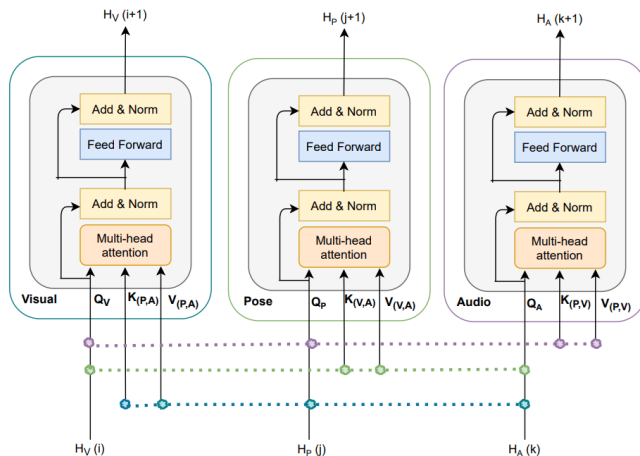 H_V (i+1)
H_P (j+1)
H_A (k+1)
Add & Norm
Feed Forward
Add & Norm
Multi-head
attention
Visual
Q_V
K_(P,A)
V_(P,A)
Add & Norm
Feed Forward
Add & Norm
Multi-head
attention
Pose
Q_P
K_(V,A)
V_(V,A)
Add & Norm
Feed Forward
Add & Norm
Multi-head
attention
Audio
Q_A
K_(P,V)
V_(P,V)
H_V (i)
H_P (j)
H_A (k)